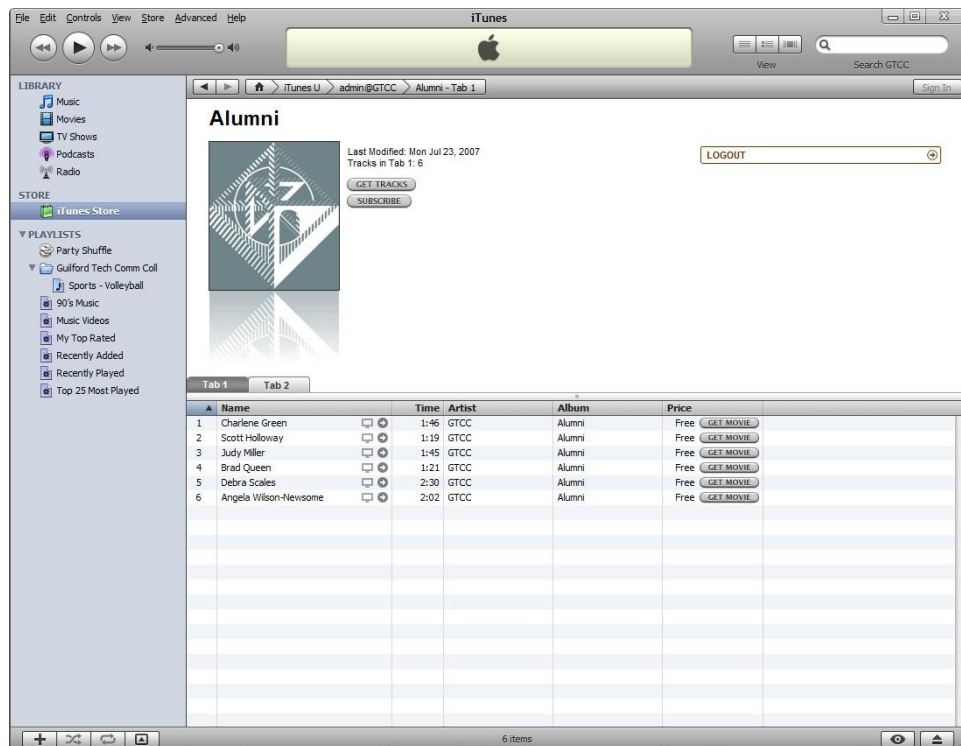 File Edit Controls View Store Advanced Help
iTunes
View
Search GTCC
LIBRARY
Music
Movies
TV Shows
Podcasts
Radio
STORE
iTunes Store
PLAYLISTS
Party Shuffle
Guilford Tech Comm Coll
Sports - Volleyball
90's Music
Music Videos
My Top Rated
Recently Added
Recently Played
Top 25 Most Played
iTunes U admin@GTCC Alumni - Tab 1 Sign In
Alumni
Last Modified: Mon Jul 23, 2007
Tracks in Tab 1: 6
GET TRACKS
SUBSCRIBE
LOGOUT
Tab 1 Tab 2
Name Time Artist Album Price
1 Charlene Green 1:46 GTCC Alumni Free GET MOVIE
2 Scott Holloway 1:19 GTCC Alumni Free GET MOVIE
3 Judy Miller 1:45 GTCC Alumni Free GET MOVIE
4 Brad Queen 1:21 GTCC Alumni Free GET MOVIE
5 Debra Scales 2:30 GTCC Alumni Free GET MOVIE
6 Angela Wilson-Newsome 2:02 GTCC Alumni Free GET MOVIE
6 items